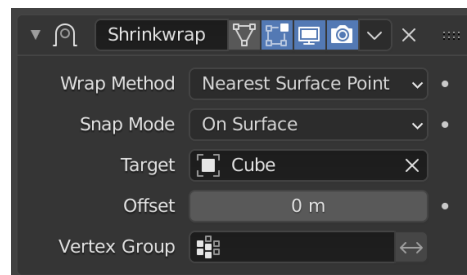 Shrinkwrap
Wrap Method Nearest Surface Point
Snap Mode On Surface
Target Cube
Offset 0 m
Vertex Group